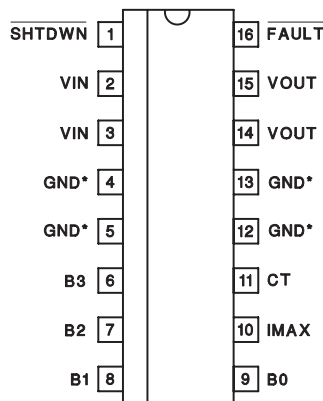 SHTDWN 1 16 FAULT
VIN 2 15 VOUT
VIN 3 14 VOUT
GND* 4 13 GND*
GND* 5 12 GND*
B3 6 11 CT
B2 7 10 IMAX
B1 8 9 B0